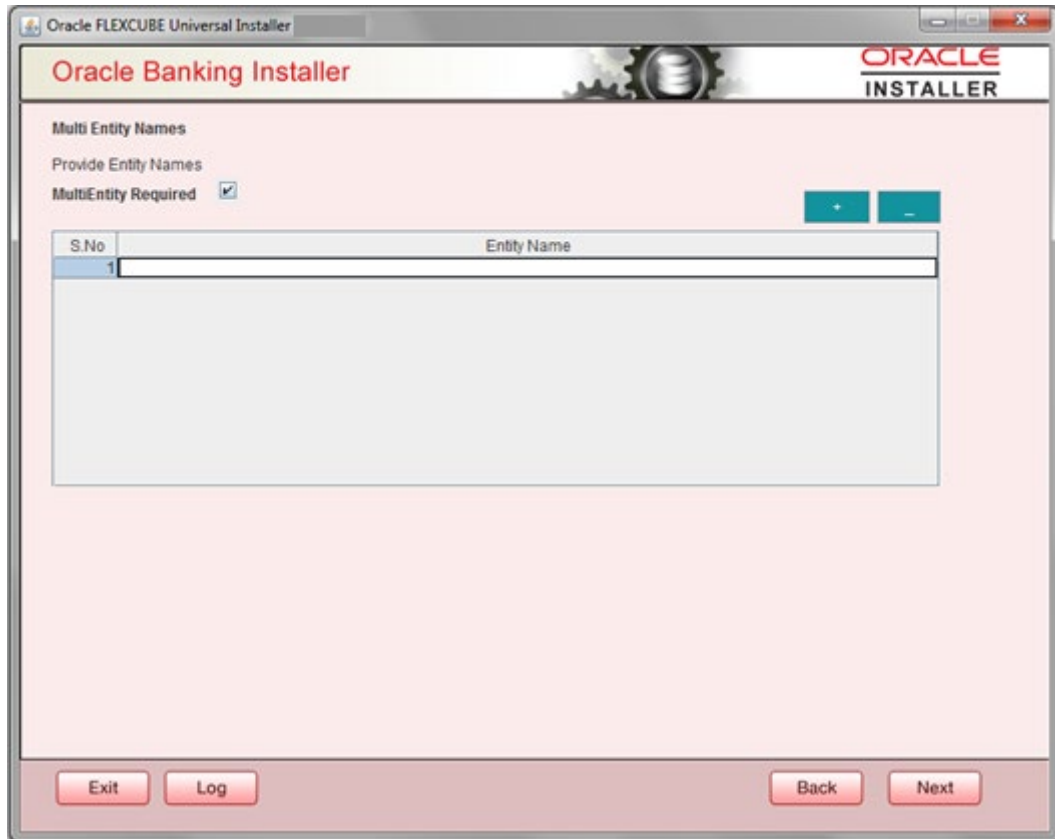 Oracle FLEXCUBE Universal Installer
Oracle Banking Installer
ORACLE
INSTALLER
Multi Entity Names
Provide Entity Names
MultiEntity Required
+ _
S.No Entity Name
1
Exit Log Back Next